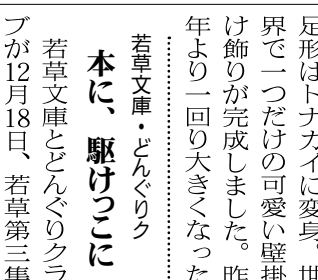 足形はトナカイに変身。世
界で一つだけの可愛い壁掛
け飾りが完成しました。昨
年より一回り大きくなった
若草文庫・どんぐりク
本に、駆けっこに
若草文庫とどんぐりクラ
ブが12月18日、若草第三集